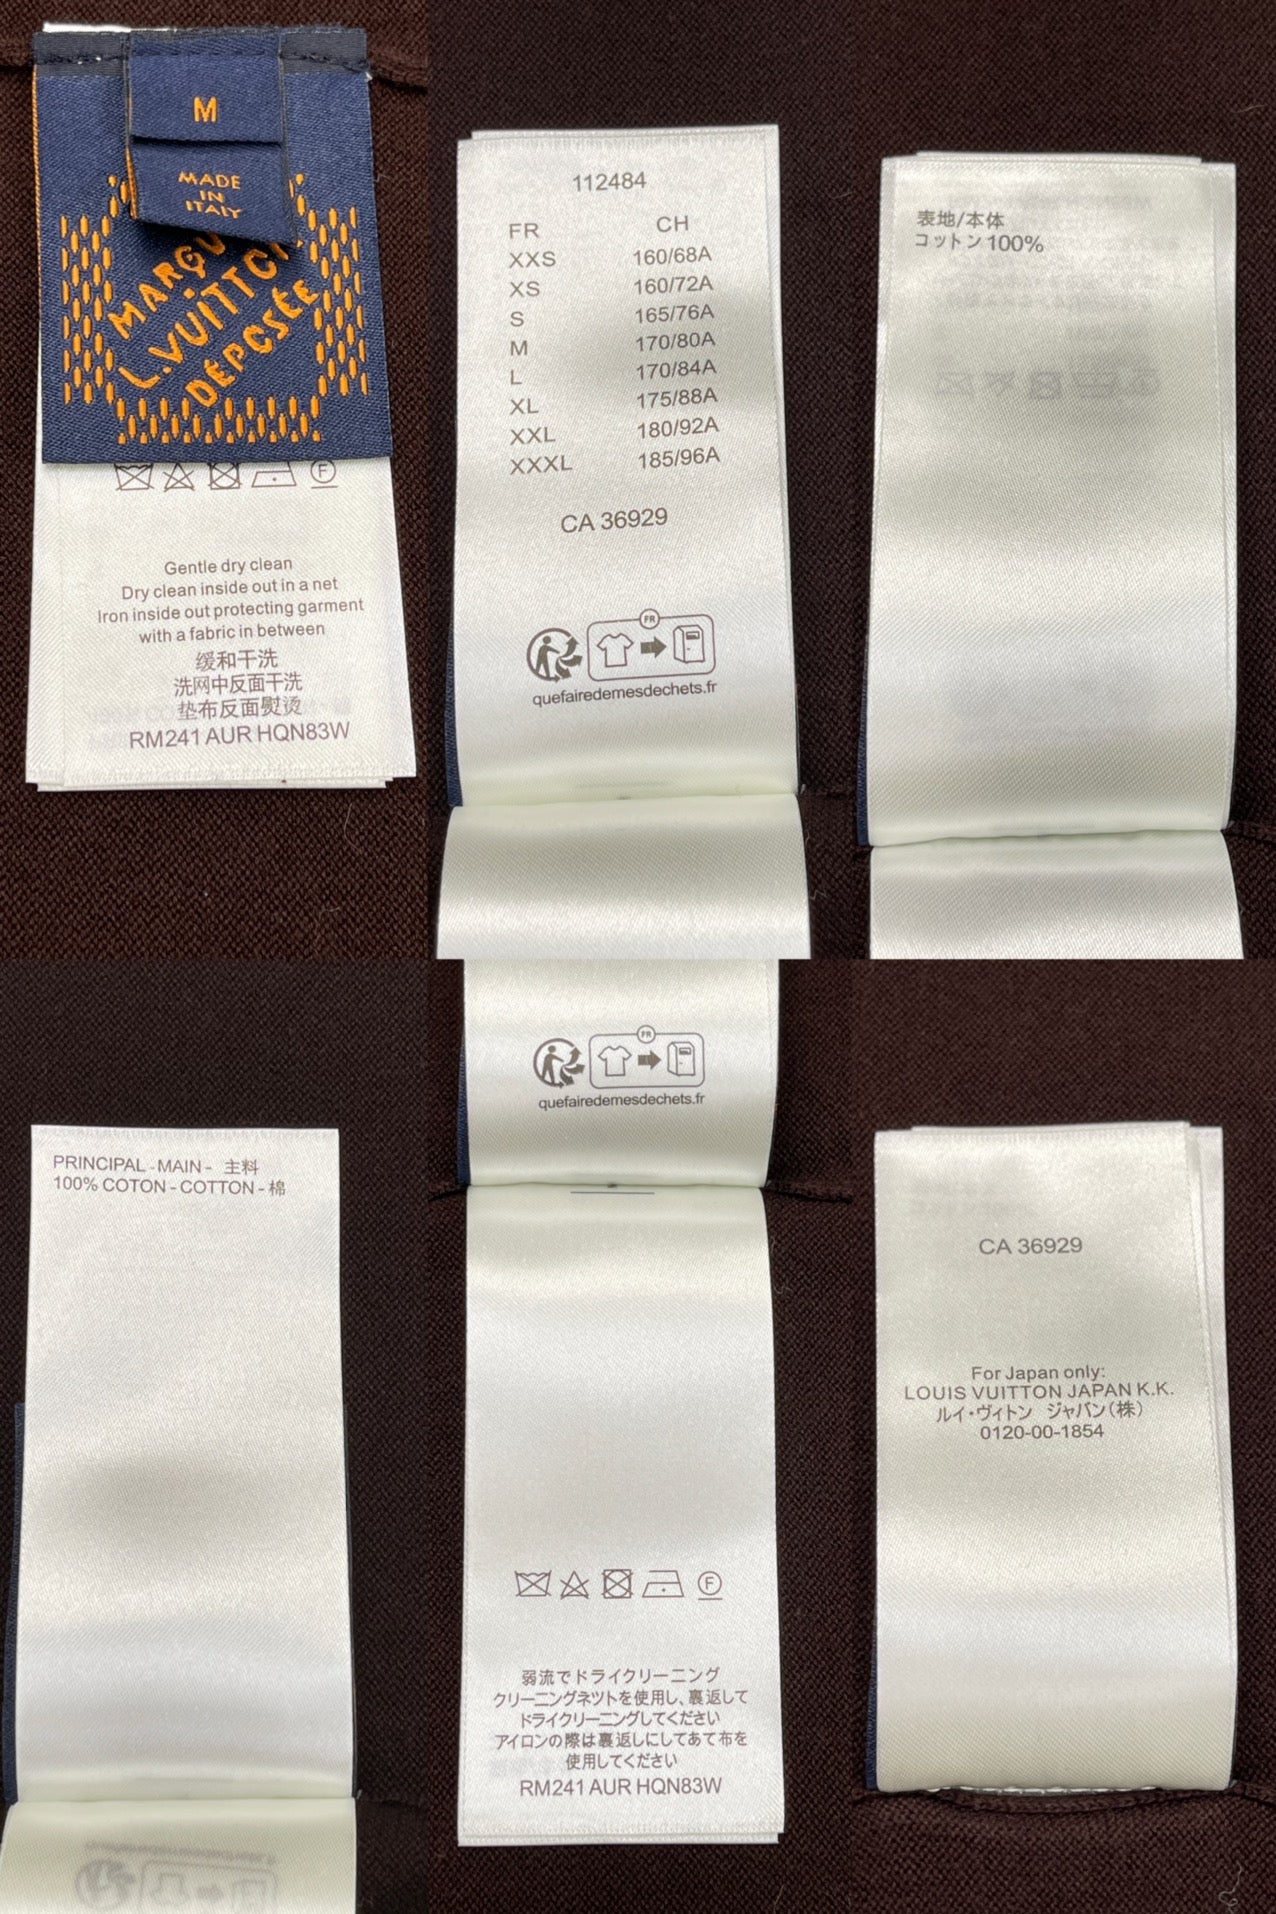 M
MADE
IN
ITALY
L.VUITTON
DÉPOSÉE
F
Gentle dry clean
Dry clean inside out in a net
Iron inside out protecting garment
with a fabric in between
缓和干洗
洗网中反面干洗
垫布反面熨烫
RM241 AUR HQN83W
112484
FR CH
XXS 160/68A
XS 160/72A
S 165/76A
M 170/80A
L 170/84A
XL 175/88A
XXL 180/92A
XXXL 185/96A
CA 36929
FR
quefairedemesdechets.fr
表地/本体
コットン100%
PRINCIPAL - MAIN - 主料
100% COTON - COTTON - 棉
FR
quefairedemesdechets.fr
F
弱流でドライクリーニング
クリーニングネツトを使用し、裏返して
ドライクリーニングしてください
アイロンの際は裏返しにしてあて布を
使用してください
RM241 AUR HQN83W
CA 36929
For Japan only:
LOUIS VUITTON JAPAN K.K.
ルイ・ヴィトン ジャパン(株)
0120-00-1854